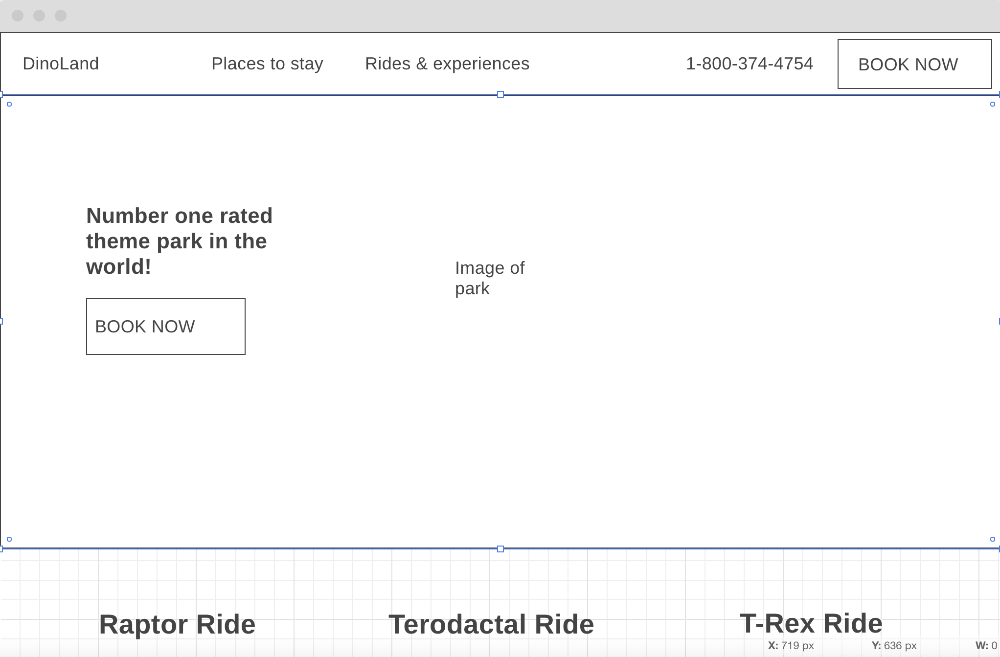 DinoLand Places to stay Rides & experiences 1-800-374-4754 BOOK NOW
Number one rated
theme park in the
world!
Image of
park
BOOK NOW
Raptor Ride Terodactal Ride T-Rex Ride
X: 719 px Y: 636 px W: 0